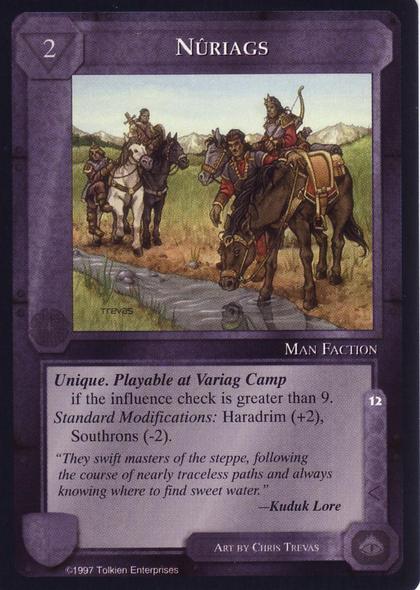 2
NÛRIAGS
TREVAS
MAN FACTION
Unique. Playable at Variag Camp
if the influence check is greater than 9.
Standard Modifications: Haradrim (+2),
Southrons (-2).
12
"They swift masters of the steppe, following
the course of nearly traceless paths and always
knowing where to find sweet water."
—Kuduk Lore
ART BY CHRIS TREVAS
©1997 Tolkien Enterprises